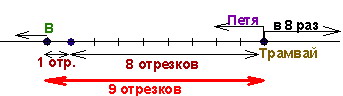 В
Петя
в 8 раз
Трамвай
1 отр.
8 отрезков
9 отрезков